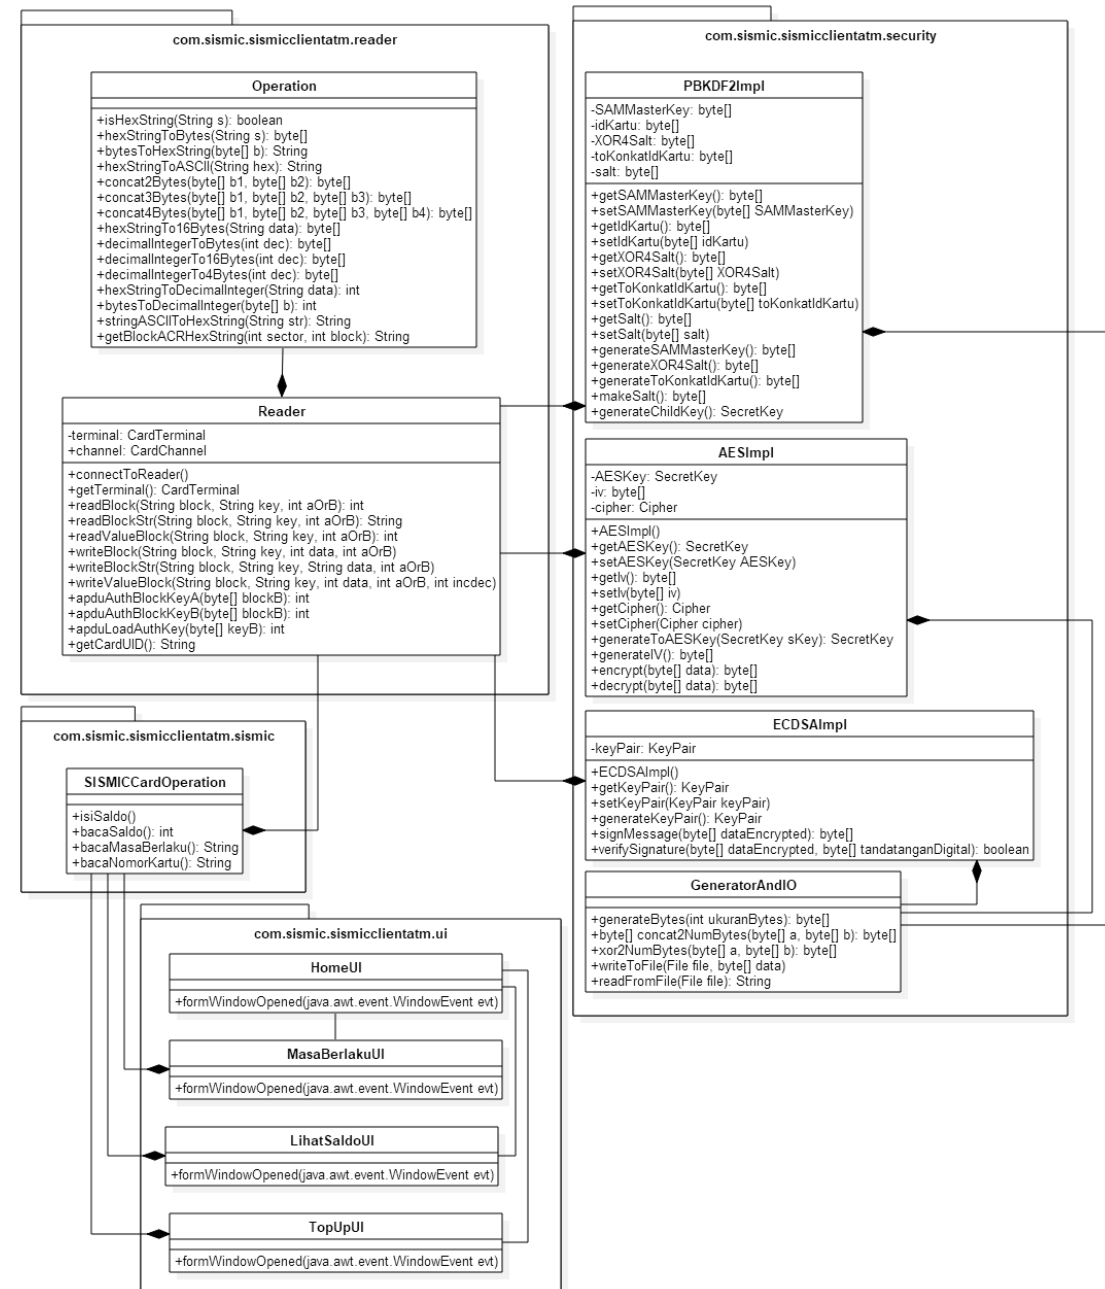 com.sismic.sismicclientatm.reader
Operation
+isHexString(String s): boolean
+hexStringToBytes(String s): byte[]
+bytesToHexString(byte[] b): String
+hexStringToASCII(String hex): String
+concat2Bytes(byte[] b1, byte[] b2): byte[]
+concat3Bytes(byte[] b1, byte[] b2, byte[] b3): byte[]
+concat4Bytes(byte[] b1, byte[] b2, byte[] b3, byte[] b4): byte[]
+hexStringTo16Bytes(String data): byte[]
+decimalIntegerToBytes(int dec): byte[]
+decimalIntegerTo16Bytes(int dec): byte[]
+decimalIntegerTo4Bytes(int dec): byte[]
+hexStringToDecimalInteger(String data): int
+bytesToDecimalInteger(byte[] b): int
+stringASCIIToHexString(String str): String
+getBlockACRHexString(int sector, int block): String
Reader
-terminal: CardTerminal
+channel: CardChannel
+connectToReader()
+getTerminal(): CardTerminal
+readBlock(String block, String key, int aOrB): int
+readBlockStr(String block, String key, int aOrB): String
+readValueBlock(String block, String key, int aOrB): int
+writeBlock(String block, String key, int data, int aOrB)
+writeBlockStr(String block, String key, String data, int aOrB)
+writeValueBlock(String block, String key, int data, int aOrB, int incdec)
+apduAuthBlockKeyA(byte[] blockB): int
+apduAuthBlockKeyB(byte[] blockB): int
+apduLoadAuthKey(byte[] keyB): int
+getCardUID(): String
com.sismic.sismicclientatm.security
PBKDF2Impl
-SAMMasterKey: byte[]
-idKartu: byte[]
-XOR4Salt: byte[]
-toKonkatIdKartu: byte[]
-salt: byte[]
+getSAMMasterKey(): byte[]
+setSAMMasterKey(byte[] SAMMasterKey)
+getIdKartu(): byte[]
+setIdKartu(byte[] idKartu)
+getXOR4Salt(): byte[]
+setXOR4Salt(byte[] XOR4Salt)
+getToKonkatIdKartu(): byte[]
+setToKonkatIdKartu(byte[] toKonkatIdKartu)
+getSalt(): byte[]
+setSalt(byte[] salt)
+generateSAMMasterKey(): byte[]
+generateXOR4Salt(): byte[]
+generateToKonkatIdKartu(): byte[]
+makeSalt(): byte[]
+generateChildKey(): SecretKey
AESImpl
-AESKey: SecretKey
-iv: byte[]
-cipher: Cipher
+AESImpl()
+getAESKey(): SecretKey
+setAESKey(SecretKey AESKey)
+getIv(): byte[]
+setIv(byte[] iv)
+getCipher(): Cipher
+setCipher(Cipher cipher)
+generateToAESKey(SecretKey sKey): SecretKey
+generateIV(): byte[]
+encrypt(byte[] data): byte[]
+decrypt(byte[] data): byte[]
ECDSAImpl
-keyPair: KeyPair
+ECDSAImpl()
+getKeyPair(): KeyPair
+setKeyPair(KeyPair keyPair)
+generateKeyPair(): KeyPair
+signMessage(byte[] dataEncrypted): byte[]
+verifySignature(byte[] dataEncrypted, byte[] tandatanganDigital): boolean
GeneratorAndIO
+generateBytes(int ukuranBytes): byte[]
+byte[] concat2NumBytes(byte[] a, byte[] b): byte[]
+xor2NumBytes(byte[] a, byte[] b): byte[]
+writeToFile(File file, byte[] data)
+readFromFile(File file): String
com.sismic.sismicclientatm.sismic
SISMICCardOperation
+isiSaldo()
+bacaSaldo(): int
+bacaMasaBerlaku(): String
+bacaNomorKartu(): String
com.sismic.sismicclientatm.ui
HomeUI
+formWindowOpened(java.awt.event.WindowEvent evt)
MasaBerlakuUI
+formWindowOpened(java.awt.event.WindowEvent evt)
LihatSaldoUI
+formWindowOpened(java.awt.event.WindowEvent evt)
TopUpUI
+formWindowOpened(java.awt.event.WindowEvent evt)